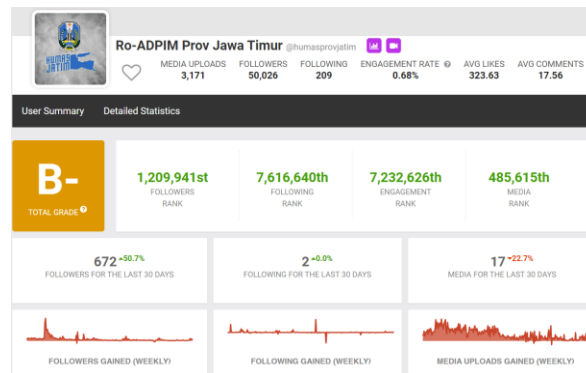 Ro-ADPIM Prov Jawa Timur @humasprovjatim
HUMAS
JATIM
MEDIA UPLOADS FOLLOWERS FOLLOWING ENGAGEMENT RATE AVG LIKES AVG COMMENTS
3,171 50,026 209 0.68% 323.63 17.56
User Summary Detailed Statistics
B-
TOTAL GRADE
1,209,941st 7,616,640th 7,232,626th 485,615th
FOLLOWERS FOLLOWING ENGAGEMENT MEDIA
RANK RANK RANK RANK
672 +50.7% 2 +0.0% 17 -22.7%
FOLLOWERS FOR THE LAST 30 DAYS FOLLOWING FOR THE LAST 30 DAYS MEDIA FOR THE LAST 30 DAYS
FOLLOWERS GAINED (WEEKLY) FOLLOWING GAINED (WEEKLY) MEDIA UPLOADS GAINED (WEEKLY)